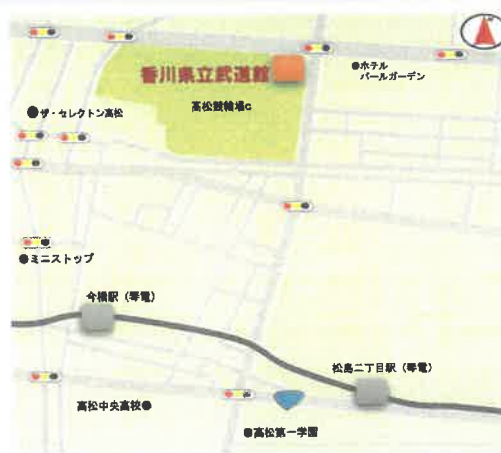 香川県立武道館
●ホテル
パールガーデン
高松競輪場c
●ザ・セレクトン高松
●ミニストップ
今橋駅（琴電）
松島二丁目駅（琴電）
高松中央高校●
●高松第一学園